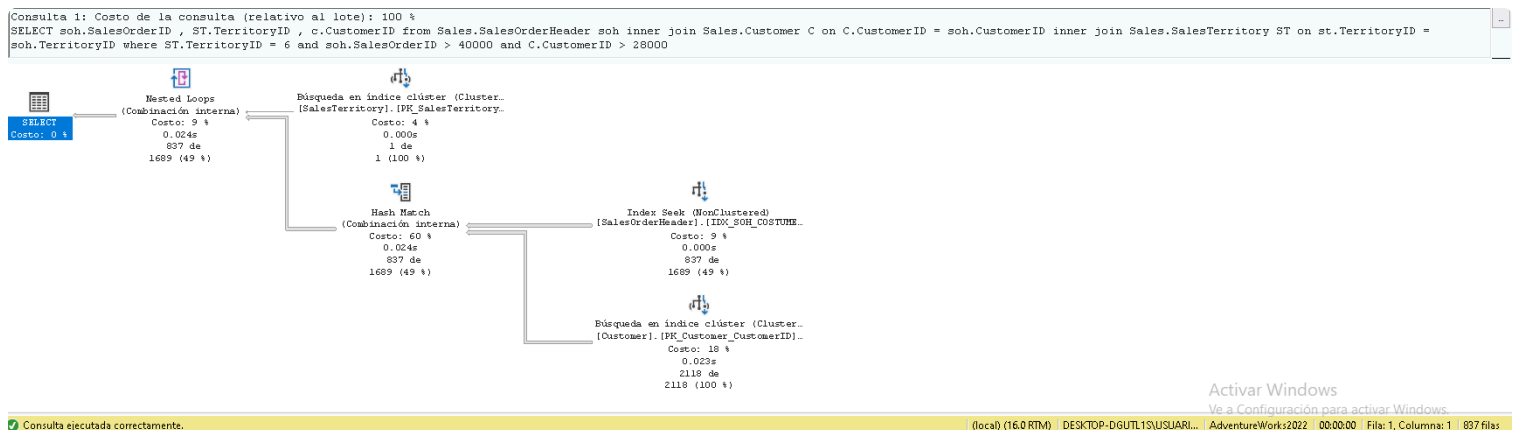 Consulta 1: Costo de la consulta (relativo al lote): 100 %
SELECT soh.SalesOrderID , ST.TerritoryID , c.CustomerID from Sales.SalesOrderHeader soh inner join Sales.Customer C on C.CustomerID = soh.CustomerID inner join Sales.SalesTerritory ST on st.TerritoryID =
soh.TerritoryID where ST.TerritoryID = 6 and soh.SalesOrderID > 40000 and C.CustomerID > 28000
...
SELECT
Costo: 0 %
Nested Loops
(Combinación interna)
Costo: 9 %
0.024s
837 de
1689 (49 %)
Búsqueda en índice clúster (Cluster…
[SalesTerritory].[PK_SalesTerritory…
Costo: 4 %
0.000s
1 de
1 (100 %)
Hash Match
(Combinación interna)
Costo: 60 %
0.024s
837 de
1689 (49 %)
Index Seek (NonClustered)
[SalesOrderHeader].[IDX_SOH_COSTUME…
Costo: 9 %
0.000s
837 de
1689 (49 %)
Búsqueda en índice clúster (Cluster…
[Customer].[PK_Customer_CustomerID]…
Costo: 18 %
0.023s
2118 de
2118 (100 %)
Activar Windows
Ve a Configuración para activar Windows.
Consulta ejecutada correctamente.
(local) (16.0 RTM)
DESKTOP-DGUTL1S\USUARI...
AdventureWorks2022
00:00:00
Fila: 1, Columna: 1
837 filas